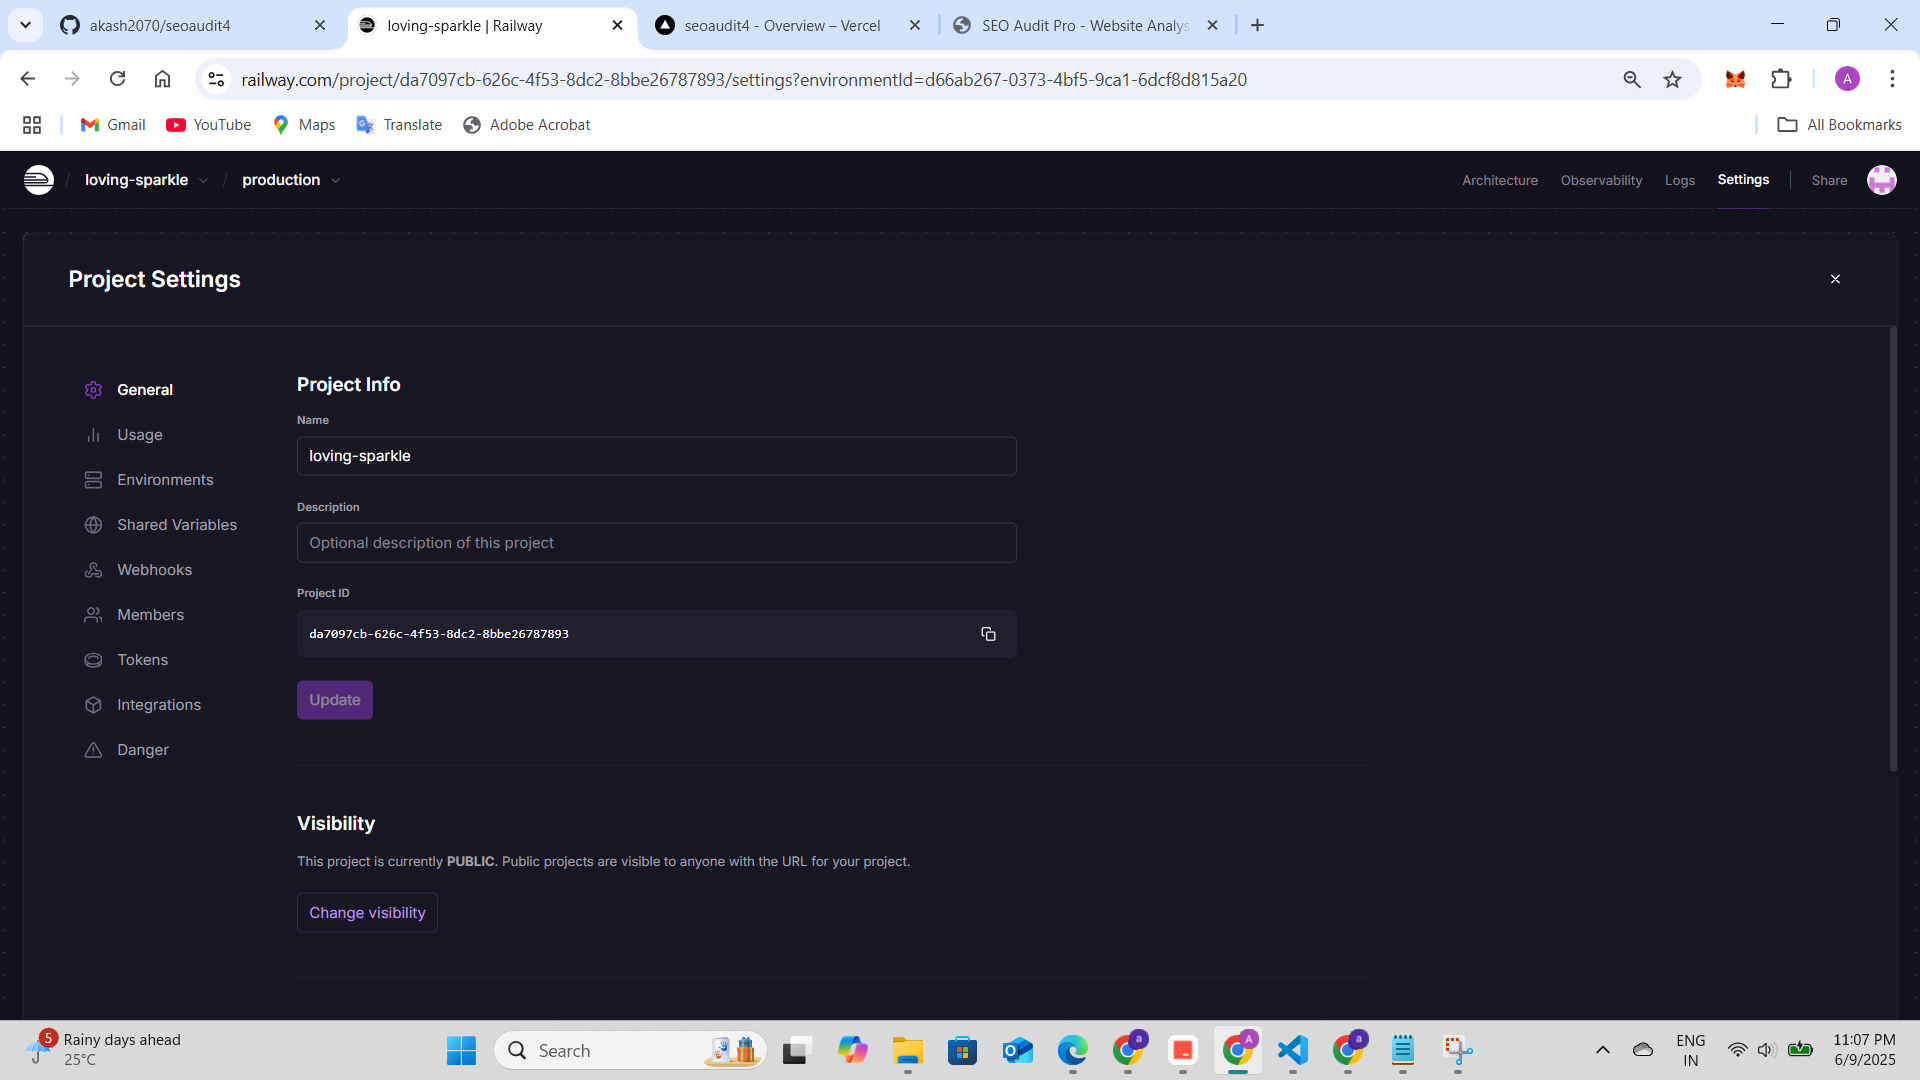 akash2070/seoaudit4
loving-sparkle | Railway
seoaudit4 - Overview – Vercel
SEO Audit Pro - Website Analys
railway.com/project/da7097cb-626c-4f53-8dc2-8bbe26787893/settings?environmentId=d66ab267-0373-4bf5-9ca1-6dcf8d815a20
A
Gmail
YouTube
Maps
Translate
Adobe Acrobat
All Bookmarks
/ loving-sparkle / production
Architecture
Observability
Logs
Settings
Share
Project Settings
General
Usage
Environments
Shared Variables
Webhooks
Members
Tokens
Integrations
Danger
Project Info
Name
loving-sparkle
Description
Optional description of this project
Project ID
da7097cb-626c-4f53-8dc2-8bbe26787893
Update
Visibility
This project is currently PUBLIC. Public projects are visible to anyone with the URL for your project.
Change visibility
5
Rainy days ahead
25°C
Search
a
A
a
ENG
IN
11:07 PM
6/9/2025